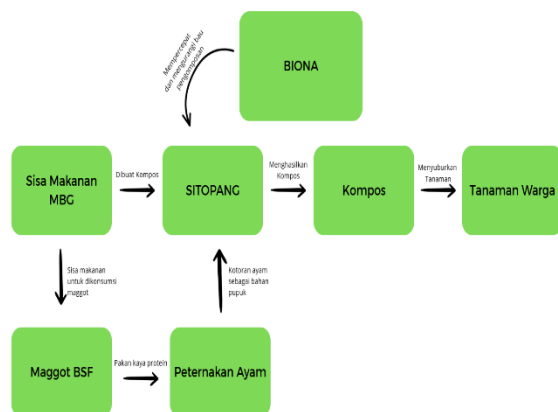 Mempercepat
dan mengurangi bau
pengomposan
BIONA
Sisa Makanan
MBG
Dibuat Kompos
SITOPANG
Menghasilkan
Kompos
Kompos
Menyuburkan
Tanaman
Tanaman Warga
Sisa makanan
untuk dikonsumsi
maggot
Kotoran ayam
sebagai bahan
pupuk
Maggot BSF
Pakan kaya protein
Peternakan Ayam